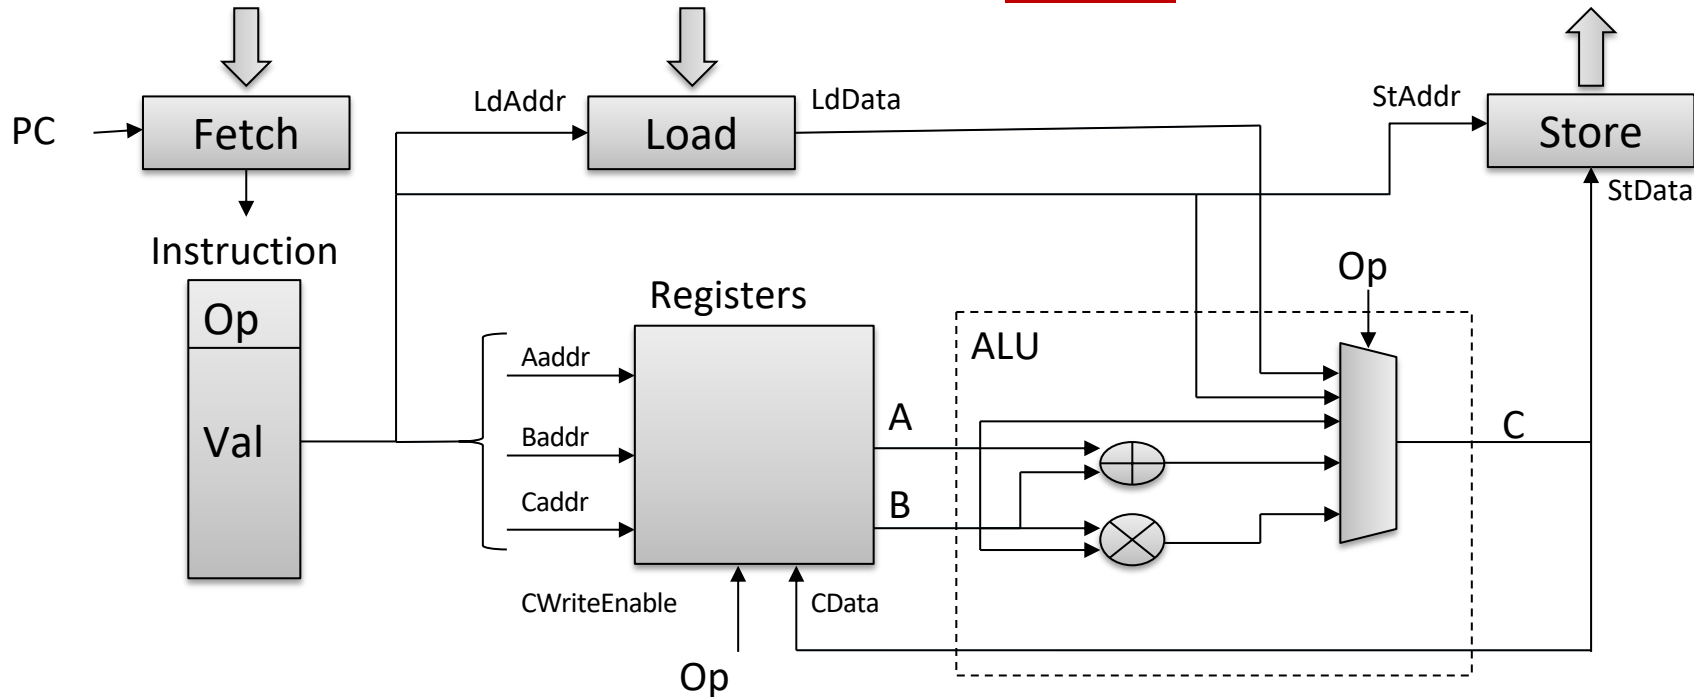 LdAddr
LdData
StAddr
PC
Fetch
Load
Store
StData
Instruction
Op
Registers
Op
ALU
Aaddr
A
Val
Baddr
C
Caddr
B
CWriteEnable
CData
Op